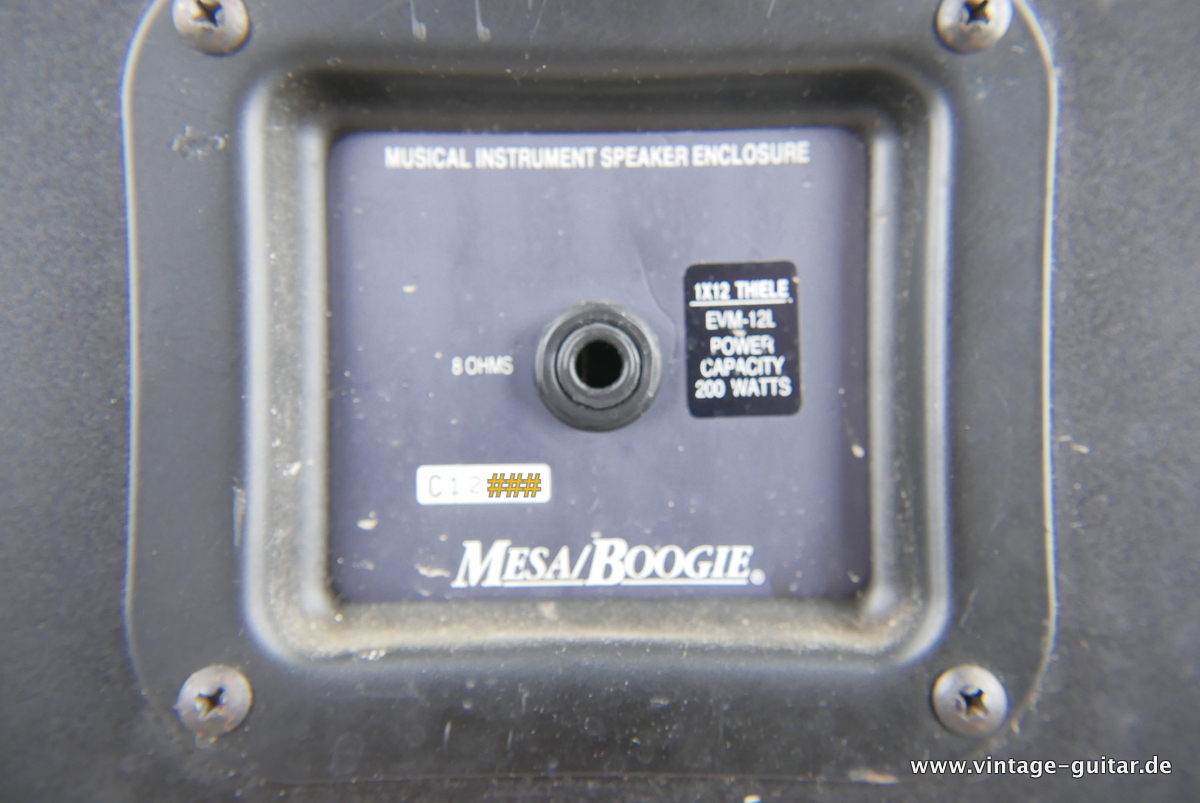 MUSICAL INSTRUMENT SPEAKER ENCLOSURE
1X12 THIELE
EVM-12L
POWER
CAPACITY
200 WATTS
8 OHMS
C12###
MESA/BOOGIE®
www.vintage-guitar.de